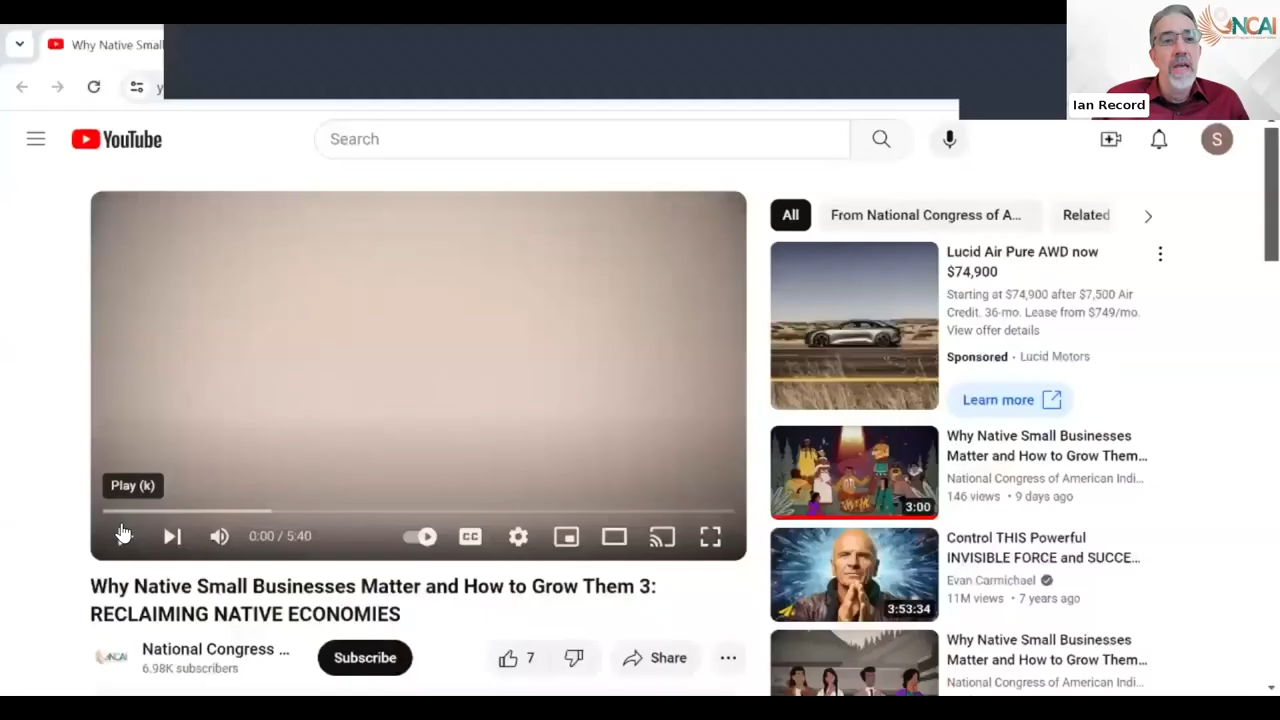 Why Native Small
NCAI
Ian Record
YouTube
Search
S
All
From National Congress of A...
Related
Lucid Air Pure AWD now
$74,900
Starting at $74,900 after $7,500 Air
Credit. 36-mo. Lease from $749/mo.
View offer details
Sponsored · Lucid Motors
Learn more
Play (k)
0:00 / 5:40
CC
Why Native Small Businesses Matter and How to Grow Them 3:
RECLAIMING NATIVE ECONOMIES
NCAI
National Congress ...
6.98K subscribers
Subscribe
7
Share
Why Native Small Businesses
Matter and How to Grow Them...
National Congress of American Indi...
146 views • 9 days ago
3:00
Control THIS Powerful
INVISIBLE FORCE and SUCCE...
Evan Carmichael
11M views • 7 years ago
3:53:34
Why Native Small Businesses
Matter and How to Grow Them...
National Congress of American Indi...